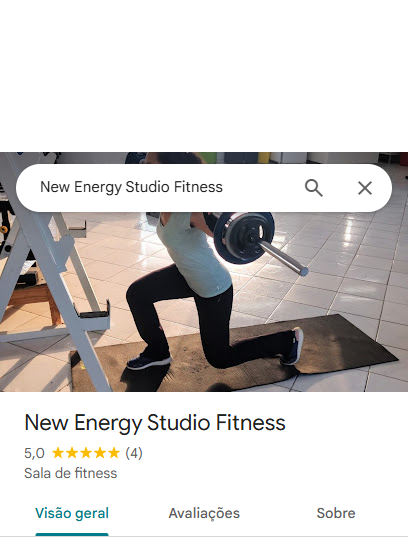 New Energy Studio Fitness
New Energy Studio Fitness
5,0 (4)
Sala de fitness
Visão geral Avaliações Sobre